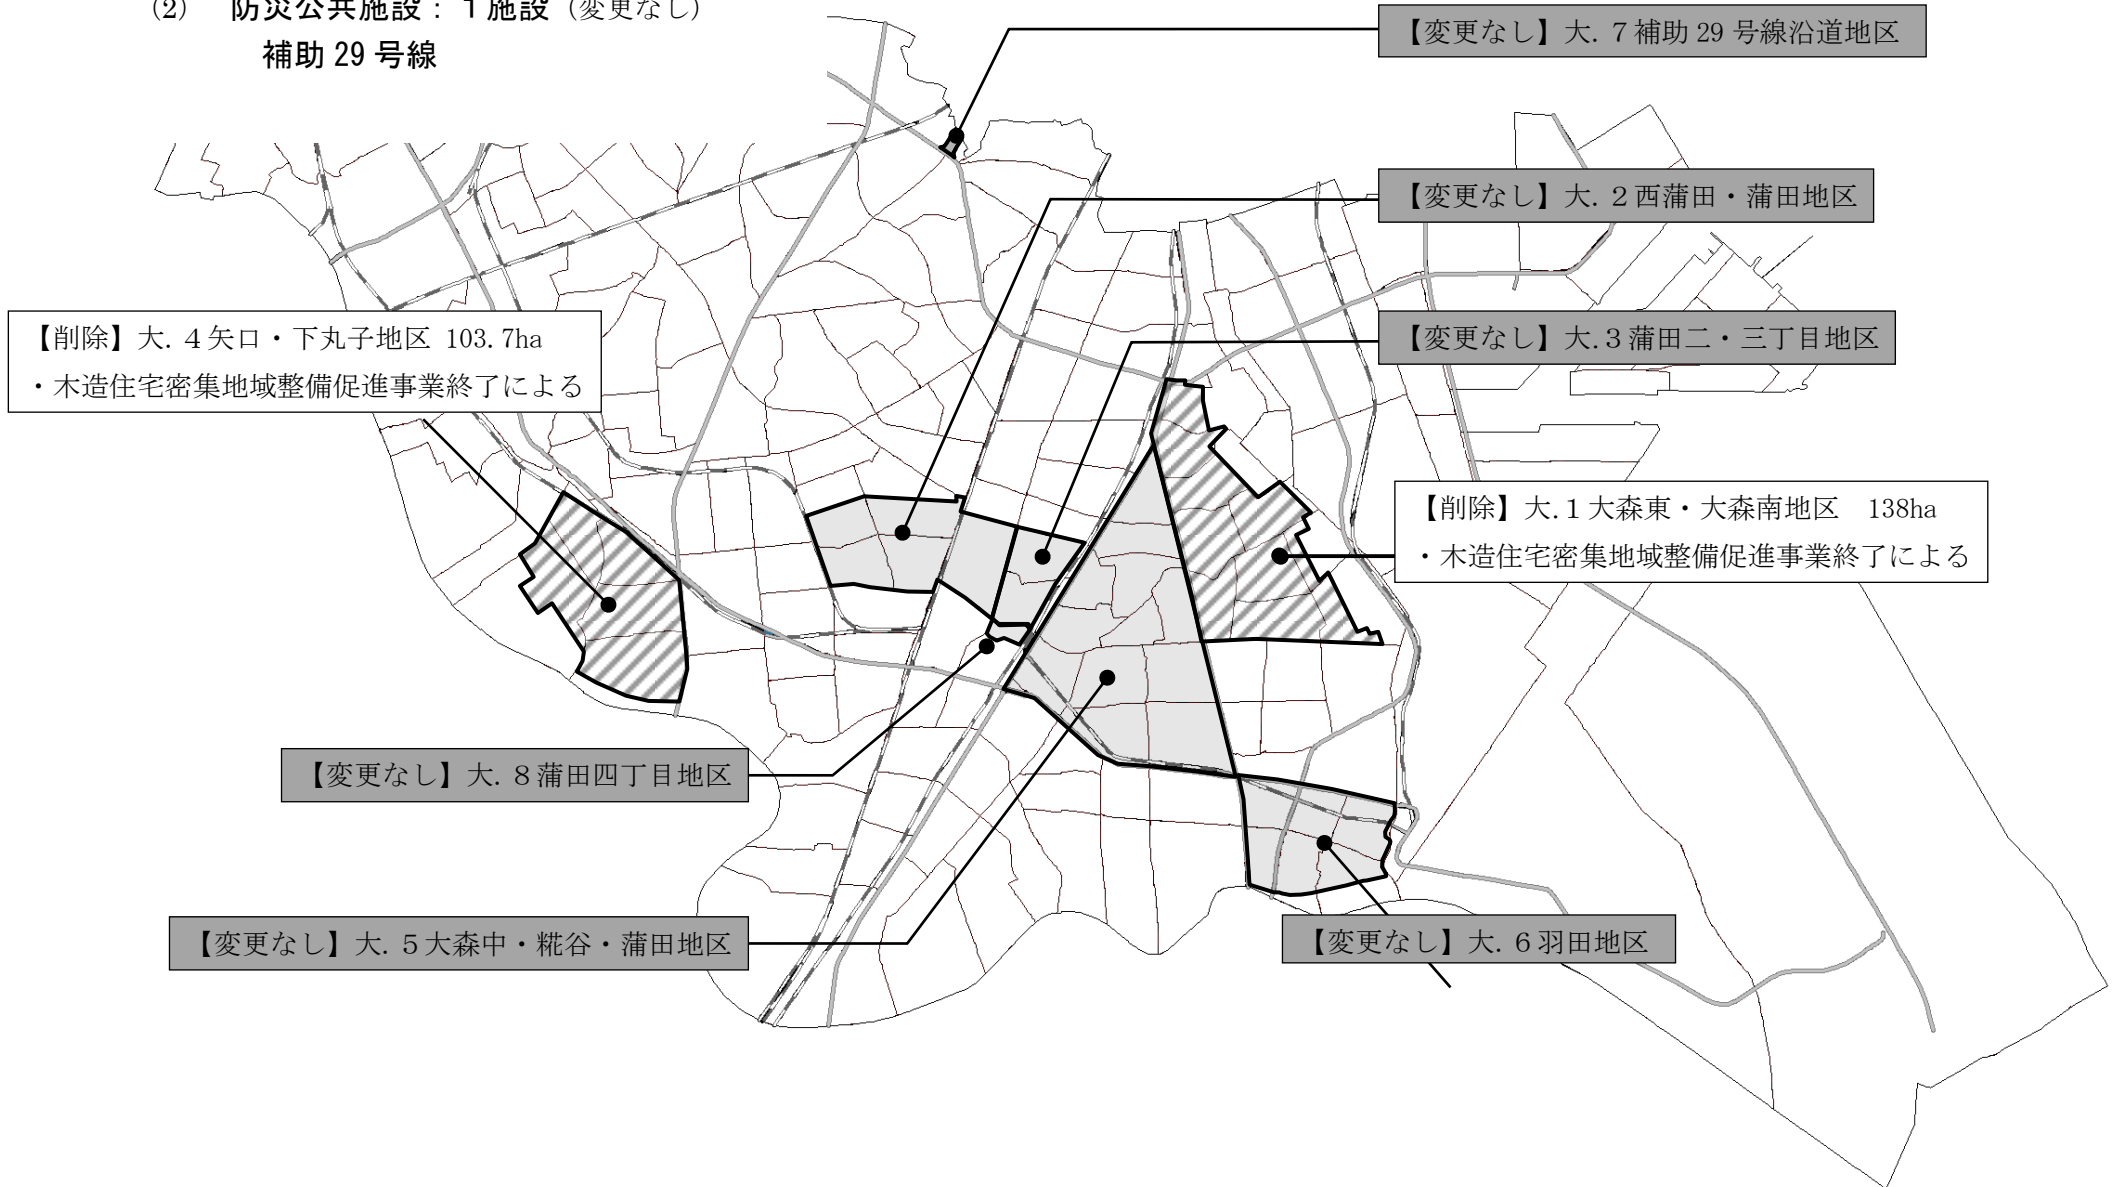 (2) 防災公共施設：１施設（変更なし）
補助 29 号線
【変更なし】大.７補助 29 号線沿道地区
【変更なし】大.２西蒲田・蒲田地区
【変更なし】大.３蒲田二・三丁目地区
【削除】大.４矢口・下丸子地区 103.7ha
・木造住宅密集地域整備促進事業終了による
【削除】大.１大森東・大森南地区　138ha
・木造住宅密集地域整備促進事業終了による
【変更なし】大.８蒲田四丁目地区
【変更なし】大.５大森中・糀谷・蒲田地区
【変更なし】大.６羽田地区